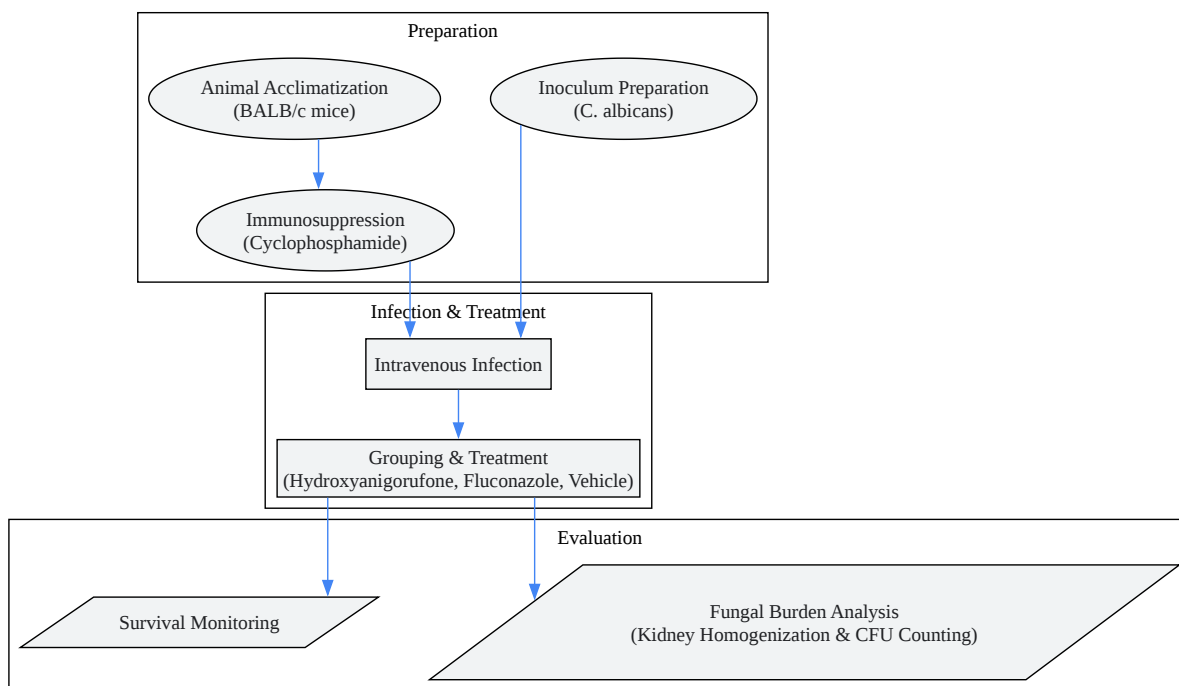 Preparation
Animal Acclimatization
(BALB/c mice)
Inoculum Preparation
(C. albicans)
Immunosuppression
(Cyclophosphamide)
Infection & Treatment
Intravenous Infection
Grouping & Treatment
(Hydroxyanigorufone, Fluconazole, Vehicle)
Evaluation
Survival Monitoring
Fungal Burden Analysis
(Kidney Homogenization & CFU Counting)